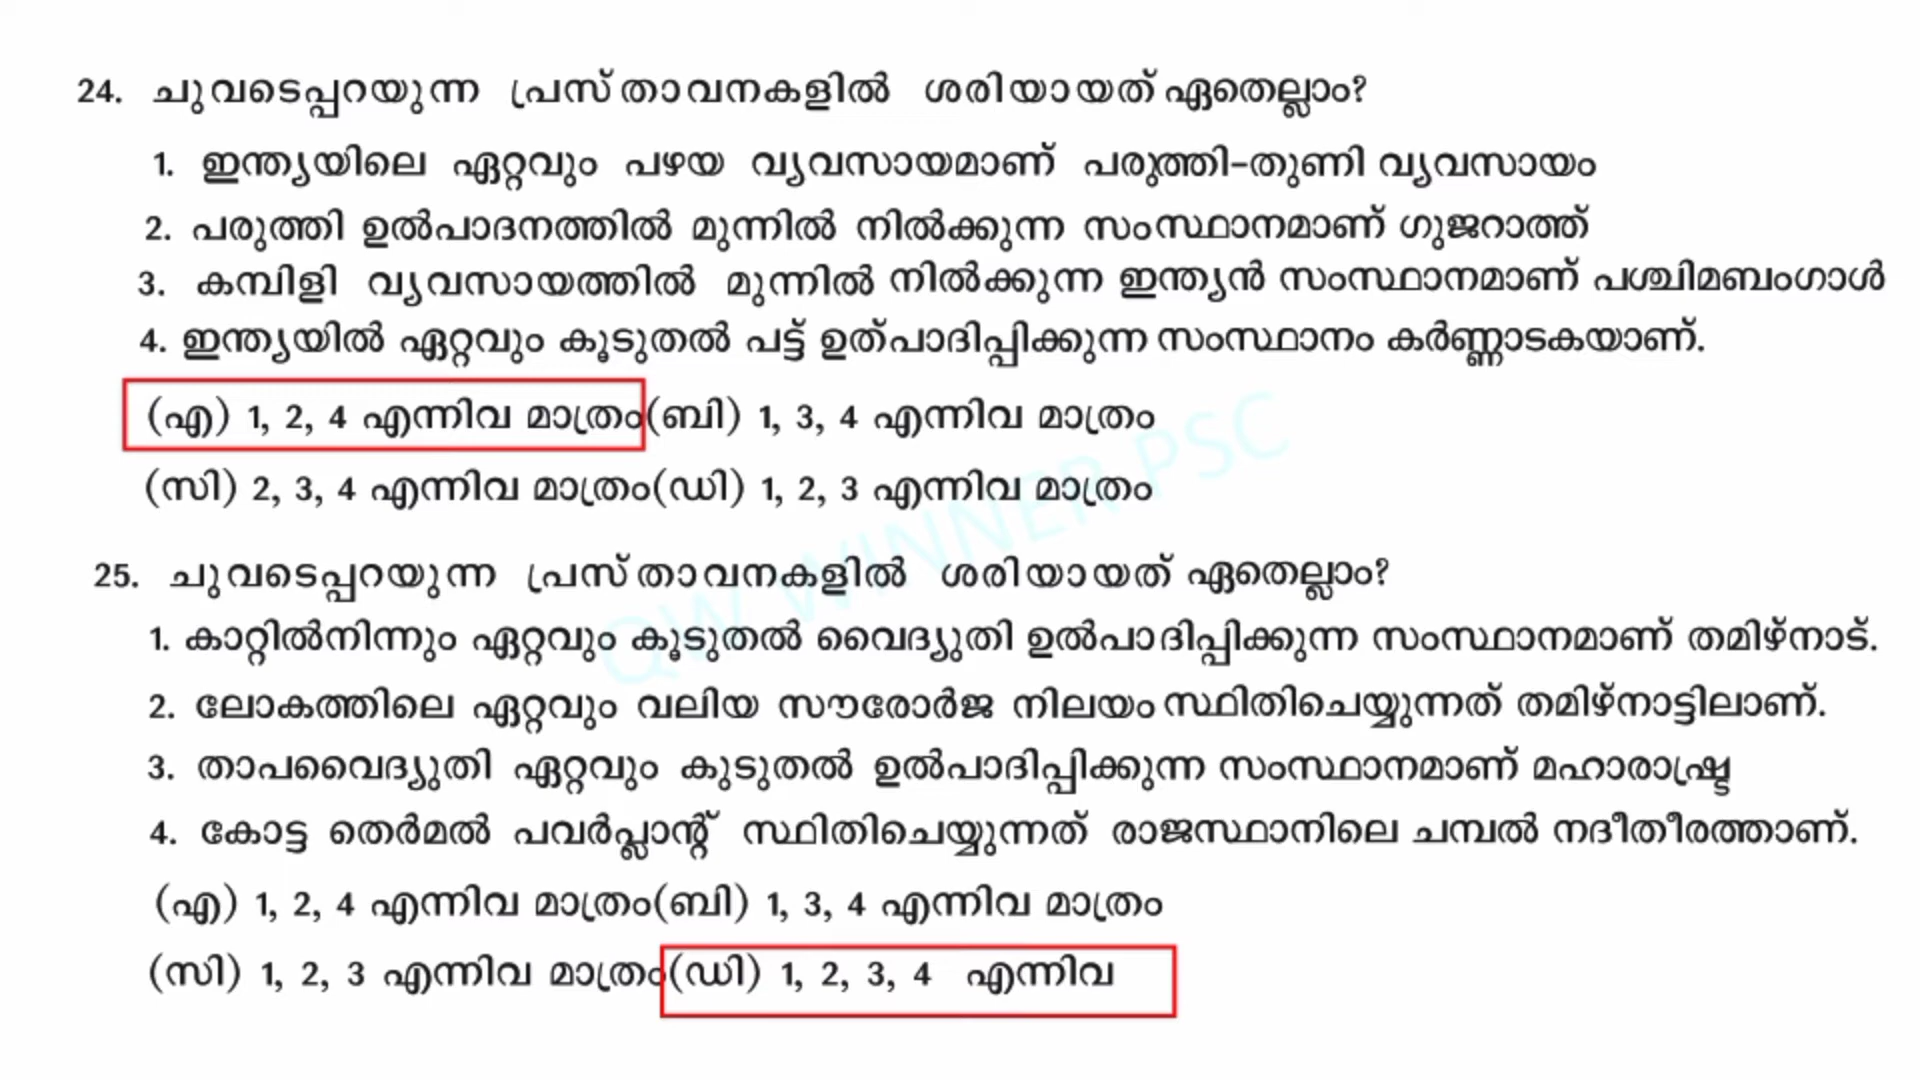 24. ചുവടെപ്പറയുന്ന പ്രസ്താവനകളിൽ ശരിയായത് ഏതെല്ലാം?
1. ഇന്ത്യയിലെ ഏറ്റവും പഴയ വ്യവസായമാണ് പരുത്തി-തുണി വ്യവസായം
2. പരുത്തി ഉൽപാദനത്തിൽ മുന്നിൽ നിൽക്കുന്ന സംസ്ഥാനമാണ് ഗുജറാത്ത്
3. കമ്പിളി വ്യവസായത്തിൽ മുന്നിൽ നിൽക്കുന്ന ഇന്ത്യൻ സംസ്ഥാനമാണ് പശ്ചിമബംഗാൾ
4. ഇന്ത്യയിൽ ഏറ്റവും കൂടുതൽ പട്ട് ഉത്പാദിപ്പിക്കുന്ന സംസ്ഥാനം കർണ്ണാടകയാണ്.
(എ) 1, 2, 4 എന്നിവ മാത്രം(ബി) 1, 3, 4 എന്നിവ മാത്രം
(സി) 2, 3, 4 എന്നിവ മാത്രം(ഡി) 1, 2, 3 എന്നിവ മാത്രം
QW WINNER PSC
25. ചുവടെപ്പറയുന്ന പ്രസ്താവനകളിൽ ശരിയായത് ഏതെല്ലാം?
1. കാറ്റിൽനിന്നും ഏറ്റവും കൂടുതൽ വൈദ്യുതി ഉൽപാദിപ്പിക്കുന്ന സംസ്ഥാനമാണ് തമിഴ്നാട്.
2. ലോകത്തിലെ ഏറ്റവും വലിയ സൗരോർജ നിലയം സ്ഥിതിചെയ്യുന്നത് തമിഴ്നാട്ടിലാണ്.
3. താപവൈദ്യുതി ഏറ്റവും കുടുതൽ ഉൽപാദിപ്പിക്കുന്ന സംസ്ഥാനമാണ് മഹാരാഷ്ട്ര
4. കോട്ട തെർമൽ പവർപ്ലാന്റ് സ്ഥിതിചെയ്യുന്നത് രാജസ്ഥാനിലെ ചമ്പൽ നദീതീരത്താണ്.
(എ) 1, 2, 4 എന്നിവ മാത്രം(ബി) 1, 3, 4 എന്നിവ മാത്രം
(സി) 1, 2, 3 എന്നിവ മാത്രം(ഡി) 1, 2, 3, 4 എന്നിവ